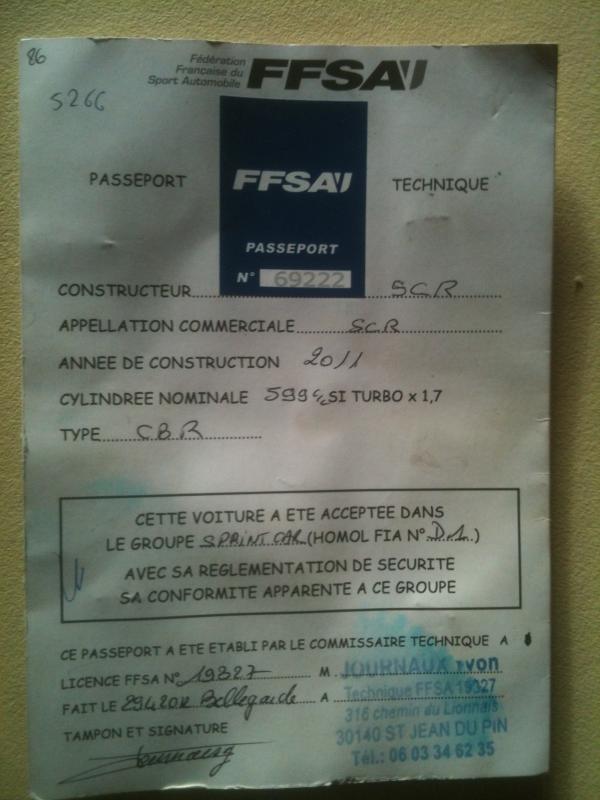 86
Fédération
Française du
Sport Automobile FFSA
5266
PASSEPORT FFSA TECHNIQUE
PASSEPORT
N° 69222
CONSTRUCTEUR SCR
APPELLATION COMMERCIALE SCR
ANNEE DE CONSTRUCTION 2011
CYLINDREE NOMINALE 599 cc SI TURBO x 1,7
TYPE CBR
CETTE VOITURE A ETE ACCEPTEE DANS
LE GROUPE SPRINT CAR (HOMOL FIA N° D.1.)
AVEC SA REGLEMENTATION DE SECURITE
SA CONFORMITE APPARENTE A CE GROUPE
CE PASSEPORT A ETE ETABLI PAR LE COMMISSAIRE TECHNIQUE A
LICENCE FFSA N° 19327 M. JOURNAUX Yvon
Technique FFSA 19327
FAIT LE A Bellegarde
316 chemin du Lionnais
TAMPON ET SIGNATURE
30140 ST JEAN DU PIN
Tél.: 06 03 34 62 35